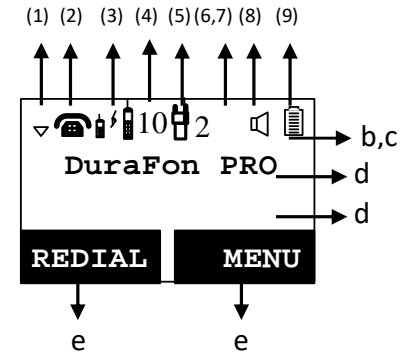 (1) (2) (3) (4) (5) (6,7) (8) (9)
10 2
b,c
DuraFon PRO
d
d
REDIAL MENU
e e